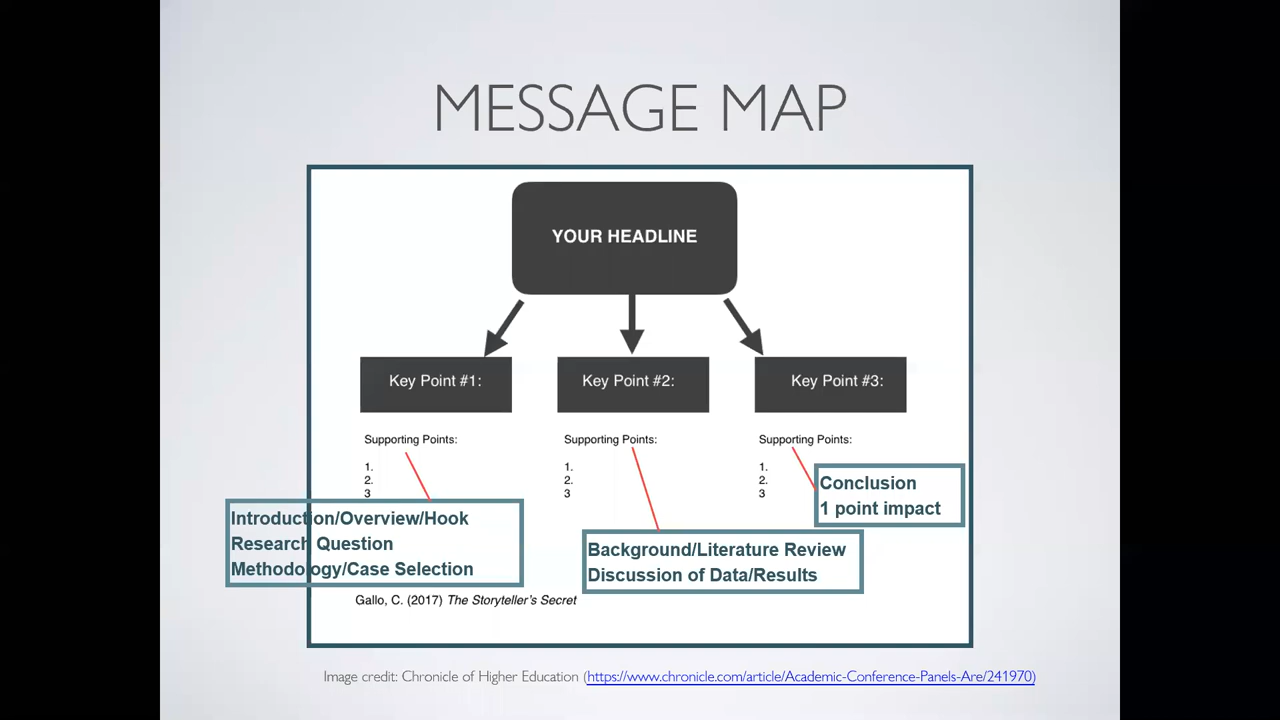 MESSAGE MAP
YOUR HEADLINE
Key Point #1:
Key Point #2:
Key Point #3:
Supporting Points:
1.
2.
3
Supporting Points:
1.
2.
3
Supporting Points:
1.
2.
3
Introduction/Overview/Hook
Research Question
Methodology/Case Selection
Background/Literature Review
Discussion of Data/Results
Conclusion
1 point impact
Gallo, C. (2017) The Storyteller's Secret
Image credit: Chronicle of Higher Education (https://www.chronicle.com/article/Academic-Conference-Panels-Are/241970)